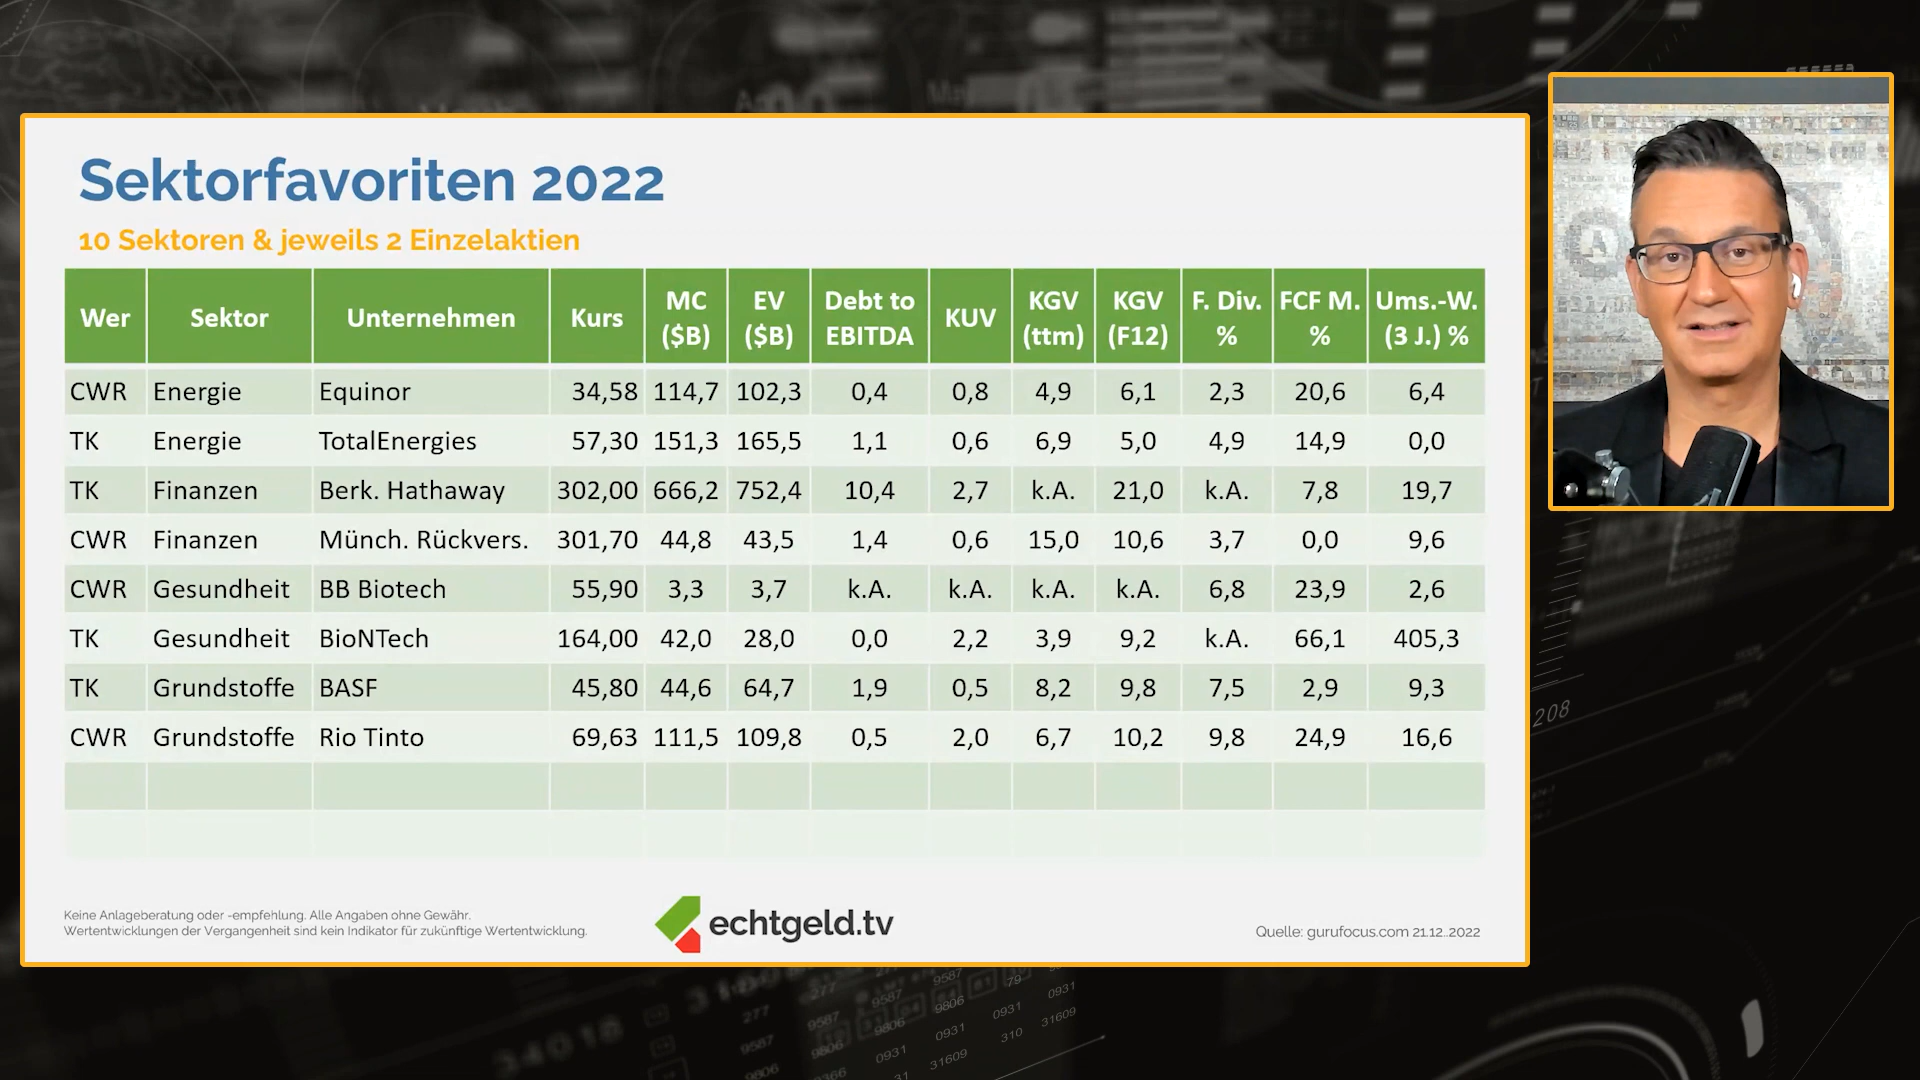 Sektorfavoriten 2022
10 Sektoren & jeweils 2 Einzelaktien
Wer Sektor Unternehmen Kurs MC ($B) EV ($B) Debt to EBITDA KUV KGV (ttm) KGV (F12) F. Div. % FCF M. % Ums.-W. (3 J.) %
CWR Energie Equinor 34,58 114,7 102,3 0,4 0,8 4,9 6,1 2,3 20,6 6,4
TK Energie TotalEnergies 57,30 151,3 165,5 1,1 0,6 6,9 5,0 4,9 14,9 0,0
TK Finanzen Berk. Hathaway 302,00 666,2 752,4 10,4 2,7 k.A. 21,0 k.A. 7,8 19,7
CWR Finanzen Münch. Rückvers. 301,70 44,8 43,5 1,4 0,6 15,0 10,6 3,7 0,0 9,6
CWR Gesundheit BB Biotech 55,90 3,3 3,7 k.A. k.A. k.A. k.A. 6,8 23,9 2,6
TK Gesundheit BioNTech 164,00 42,0 28,0 0,0 2,2 3,9 9,2 k.A. 66,1 405,3
TK Grundstoffe BASF 45,80 44,6 64,7 1,9 0,5 8,2 9,8 7,5 2,9 9,3
CWR Grundstoffe Rio Tinto 69,63 111,5 109,8 0,5 2,0 6,7 10,2 9,8 24,9 16,6
Keine Anlageberatung oder -empfehlung. Alle Angaben ohne Gewähr.
Wertentwicklungen der Vergangenheit sind kein Indikator für zukünftige Wertentwicklung.
echtgeld.tv
Quelle: gurufocus.com 21.12..2022
208